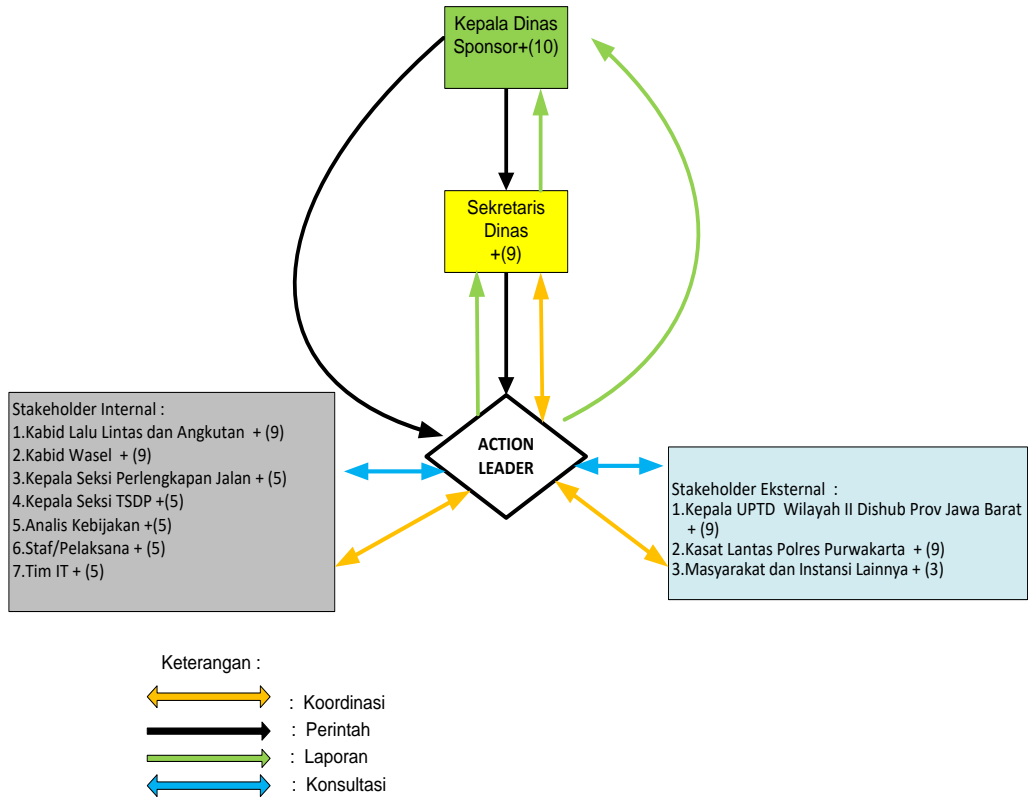 Kepala Dinas
Sponsor+(10)
Sekretaris
Dinas
+(9)
ACTION
LEADER
Stakeholder Internal :
1.Kabid Lalu Lintas dan Angkutan + (9)
2.Kabid Wasel + (9)
3.Kepala Seksi Perlengkapan Jalan + (5)
4.Kepala Seksi TSDP +(5)
5.Analis Kebijakan +(5)
6.Staf/Pelaksana + (5)
7.Tim IT + (5)
Stakeholder Eksternal :
1.Kepala UPTD Wilayah II Dishub Prov Jawa Barat
+ (9)
2.Kasat Lantas Polres Purwakarta + (9)
3.Masyarakat dan Instansi Lainnya + (3)
Keterangan :
: Koordinasi
: Perintah
: Laporan
: Konsultasi